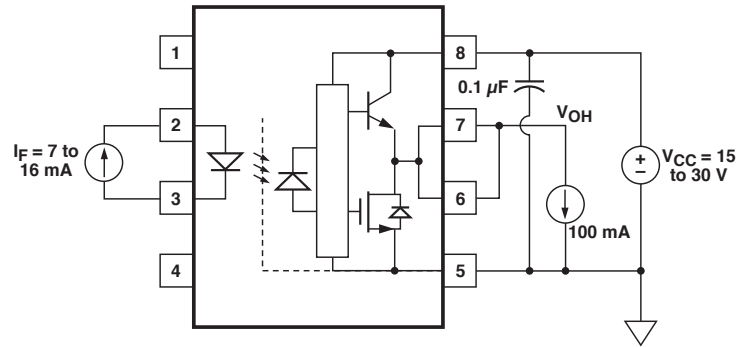 1
2
3
4
8
7
6
5
I_F = 7 to
16 mA
0.1 µF
V_OH
V_CC = 15
to 30 V
+
–
100 mA